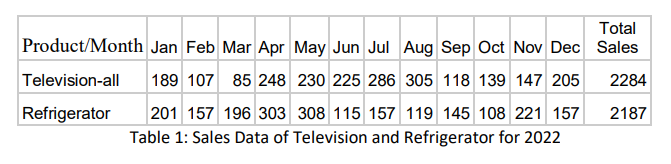 Product/Month Jan Feb Mar Apr May Jun Jul Aug Sep Oct Nov Dec Total Sales
Television-all 189 107 85 248 230 225 286 305 118 139 147 205 2284
Refrigerator 201 157 196 303 308 115 157 119 145 108 221 157 2187
Table 1: Sales Data of Television and Refrigerator for 2022